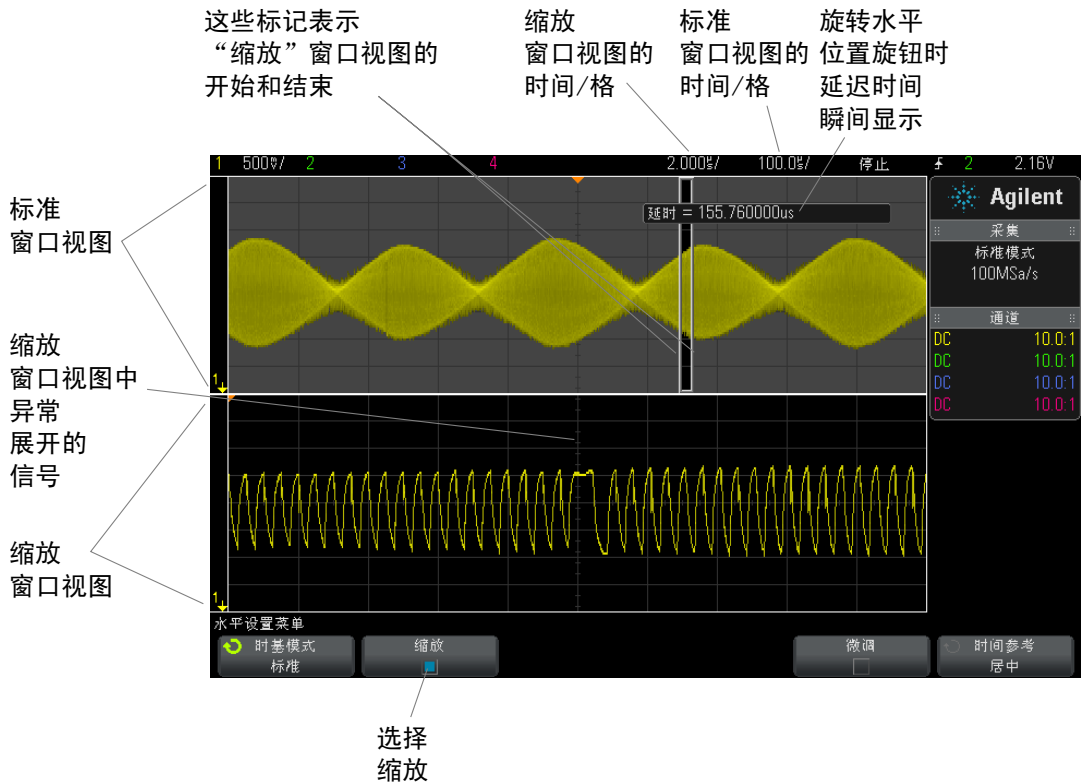 这些标记表示
“缩放”窗口视图的
开始和结束
缩放
窗口视图的
时间/格
标准
窗口视图的
时间/格
旋转水平
位置旋钮时
延迟时间
瞬间显示
1 500V/ 2 3 4 2.000s/ 100.0s/ 停止 2 2.16V
标准
窗口视图
延时 = 155.760000us
Agilent
采集
标准模式
100MSa/s
通道
DC 10.0:1
DC 10.0:1
DC 10.0:1
DC 10.0:1
1
缩放
窗口视图中
异常
展开的
信号
缩放
窗口视图
1
水平设置菜单
时基模式
标准
缩放
微调
时间参考
居中
选择
缩放